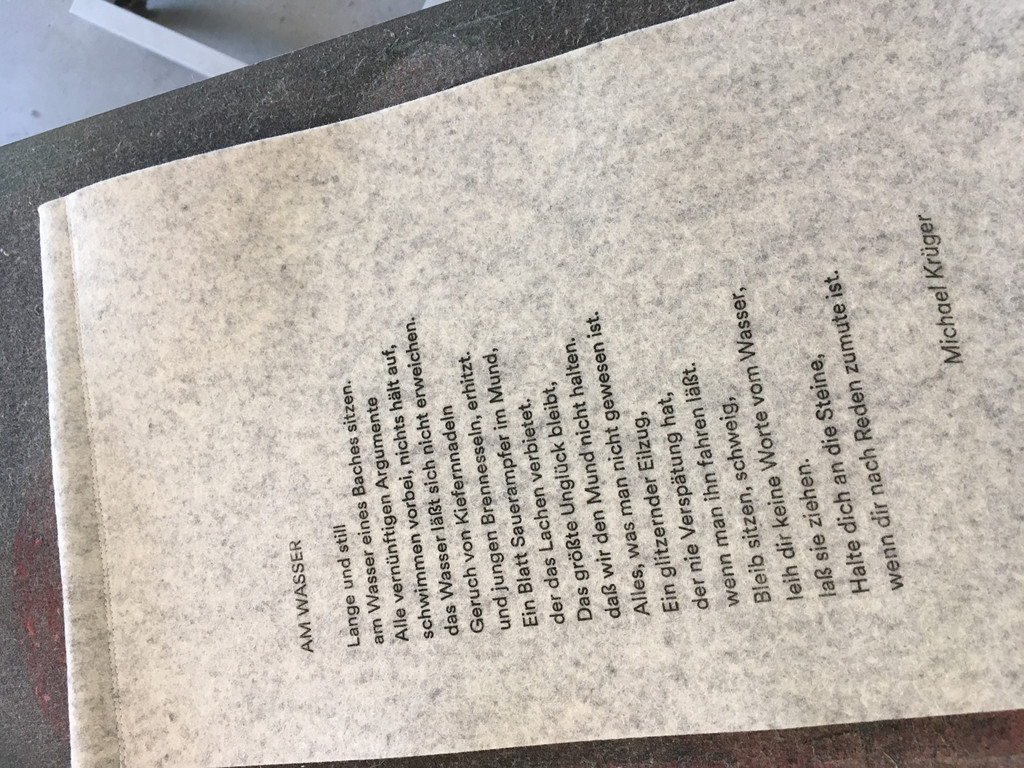 AM WASSER
Lange und still
am Wasser eines Baches sitzen.
Alle vernünftigen Argumente
schwimmen vorbei, nichts hält auf,
das Wasser läßt sich nicht erweichen.
Geruch von Kiefernnadeln
und jungen Brennesseln, erhitzt.
Ein Blatt Sauerampfer im Mund,
der das Lachen verbietet.
Das größte Unglück bleibt,
daß wir den Mund nicht halten.
Alles, was man nicht gewesen ist.
Ein glitzernder Eilzug,
der nie Verspätung hat,
wenn man ihn fahren läßt.
Bleib sitzen, schweig,
leih dir keine Worte vom Wasser,
laß sie ziehen.
Halte dich an die Steine,
wenn dir nach Reden zumute ist.
Michael Krüger